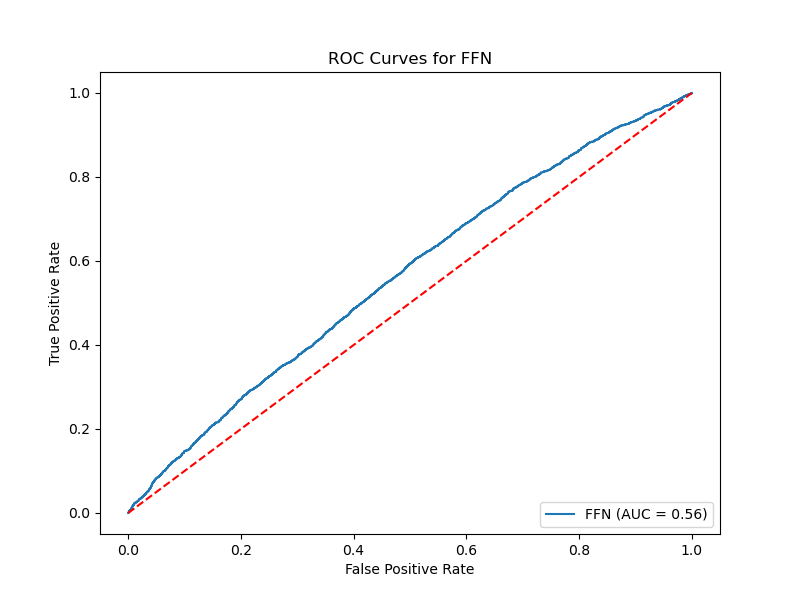 ROC Curves for FFN
True Positive Rate
1.0
0.8
0.6
0.4
0.2
0.0
FFN (AUC = 0.56)
0.0 0.2 0.4 0.6 0.8 1.0
False Positive Rate